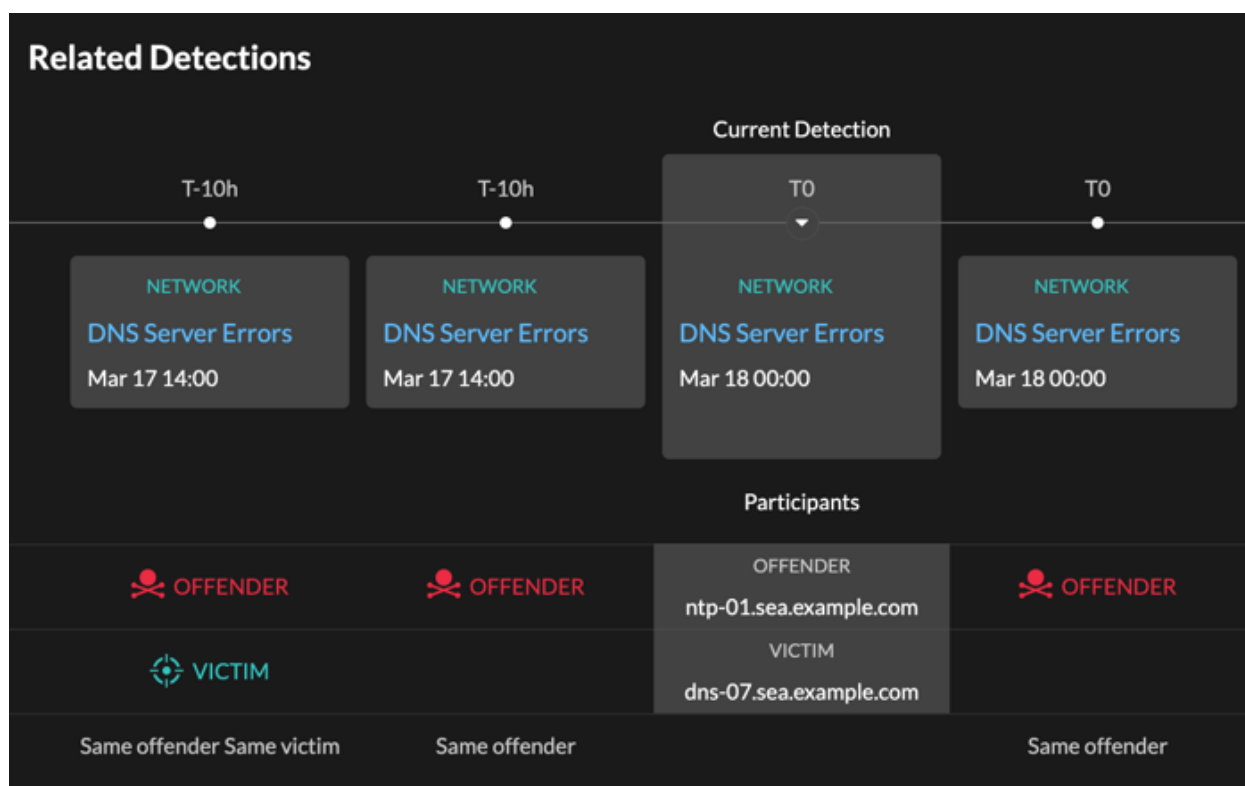 Related Detections
Current Detection
T-10h
T-10h
T0
T0
NETWORK
NETWORK
NETWORK
NETWORK
DNS Server Errors
DNS Server Errors
DNS Server Errors
DNS Server Errors
Mar 17 14:00
Mar 17 14:00
Mar 18 00:00
Mar 18 00:00
Participants
OFFENDER
OFFENDER
OFFENDER
ntp-01.sea.example.com
OFFENDER
VICTIM
VICTIM
dns-07.sea.example.com
Same offender Same victim
Same offender
Same offender